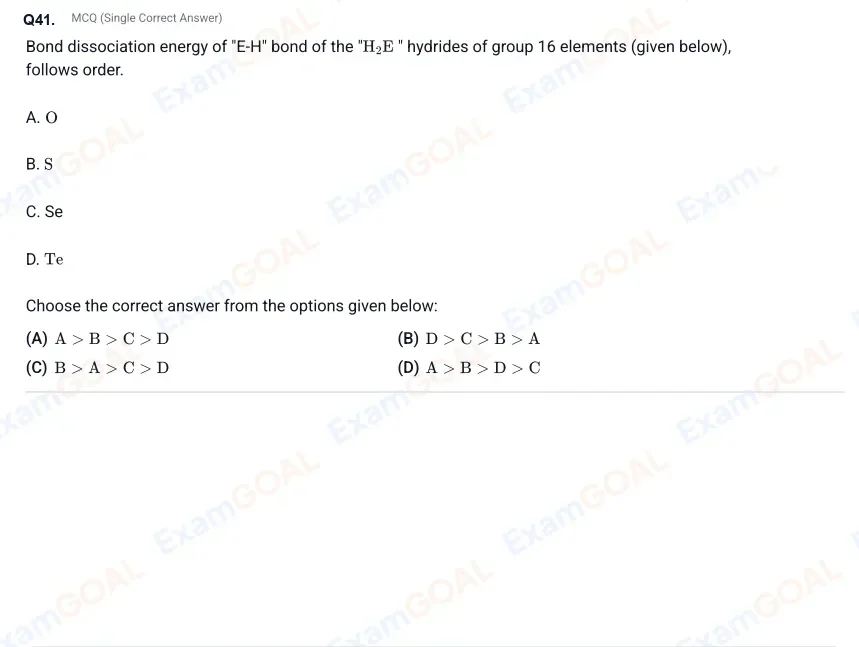 Q41. MCQ (Single Correct Answer)
Bond dissociation energy of "E-H" bond of the "H₂E " hydrides of group 16 elements (given below),
follows order.
A. O
B. S
C. Se
D. Te
Choose the correct answer from the options given below:
(A) A > B > C > D
(B) D > C > B > A
(C) B > A > C > D
(D) A > B > D > C
ExamGOAL